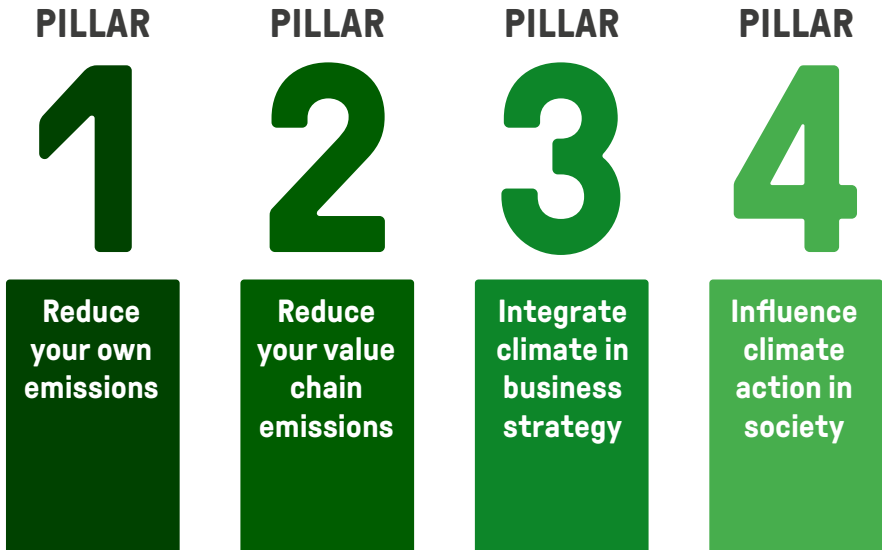 PILLAR
1
Reduce
your own
emissions
PILLAR
2
Reduce
your value
chain
emissions
PILLAR
3
Integrate
climate in
business
strategy
PILLAR
4
Influence
climate
action in
society